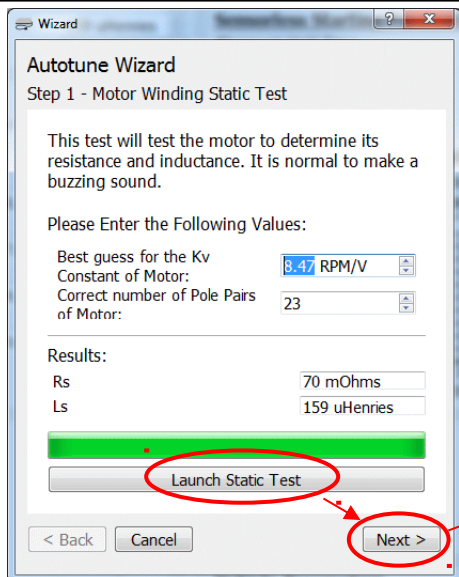 Wizard
Autotune Wizard
Step 1 - Motor Winding Static Test
This test will test the motor to determine its
resistance and inductance. It is normal to make a
buzzing sound.
Please Enter the Following Values:
Best guess for the Kv
Constant of Motor:
8.47 RPM/V
Correct number of Pole Pairs
of Motor:
23
Results:
Rs
70 mOhms
Ls
159 uHenries
Launch Static Test
< Back
Cancel
Next >